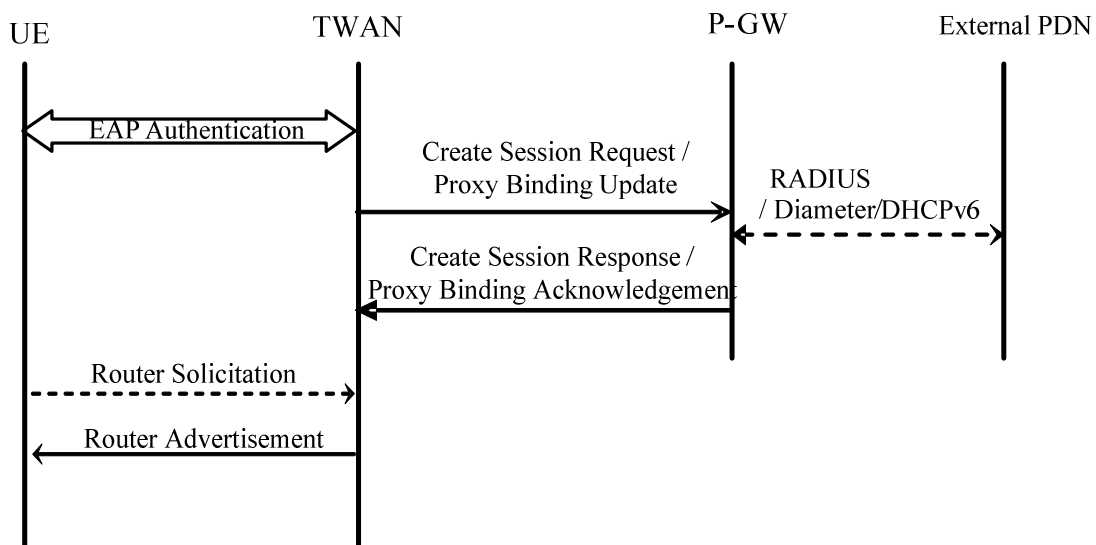 UE
TWAN
P-GW
External PDN
EAP Authentication
Create Session Request /
Proxy Binding Update
RADIUS
/ Diameter/DHCPv6
Create Session Response /
Proxy Binding Acknowledgement
Router Solicitation
Router Advertisement